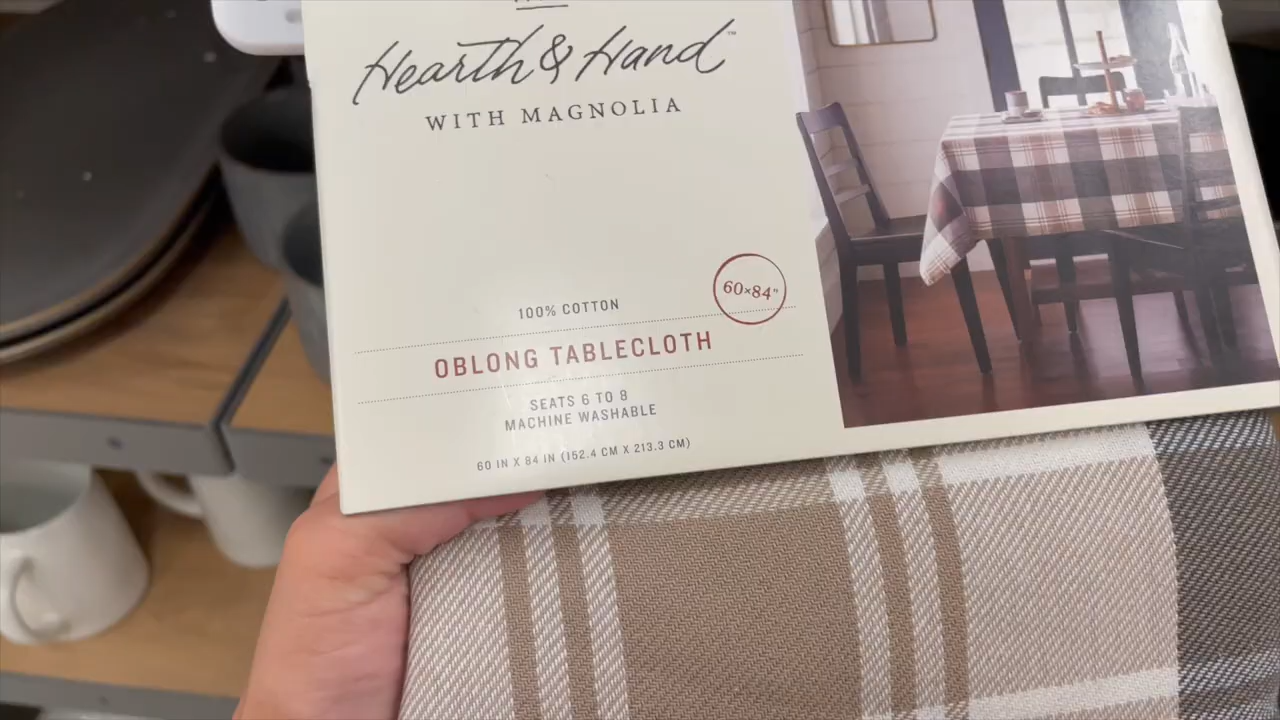 Hearth & Hand™
WITH MAGNOLIA
60×84"
100% COTTON
OBLONG TABLECLOTH
SEATS 6 TO 8
MACHINE WASHABLE
60 IN X 84 IN (152.4 CM X 213.3 CM)